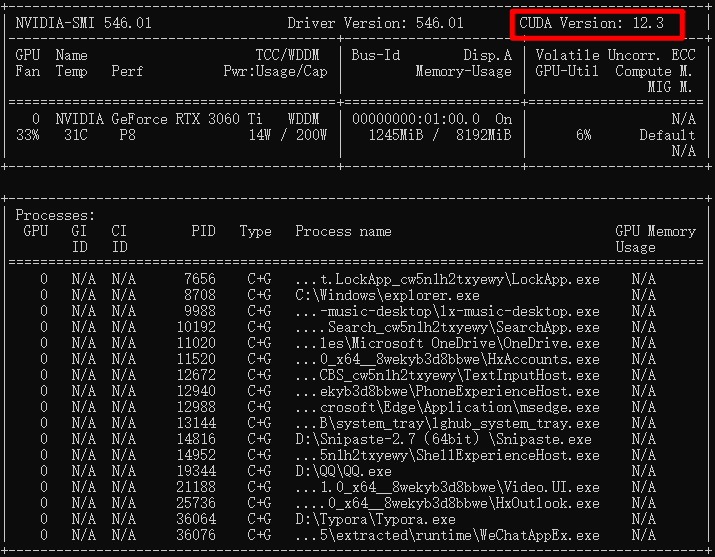 NVIDIA-SMI 546.01 Driver Version: 546.01 CUDA Version: 12.3
GPU Name TCC/WDDM Bus-Id Disp.A Volatile Uncorr. ECC
Fan Temp Perf Pwr:Usage/Cap Memory-Usage GPU-Util Compute M.
MIG M.
0 NVIDIA GeForce RTX 3060 Ti WDDM 00000000:01:00.0 On N/A
33% 31C P8 14W / 200W 1245MiB / 8192MiB 6% Default
N/A
Processes:
GPU GI CI PID Type Process name GPU Memory
ID ID Usage
0 N/A N/A 7656 C+G ...t.LockApp_cw5n1h2txyewy\LockApp.exe N/A
0 N/A N/A 8708 C+G C:\Windows\explorer.exe N/A
0 N/A N/A 9988 C+G ...-music-desktop\lx-music-desktop.exe N/A
0 N/A N/A 10192 C+G ....Search_cw5n1h2txyewy\SearchApp.exe N/A
0 N/A N/A 11020 C+G ...les\Microsoft OneDrive\OneDrive.exe N/A
0 N/A N/A 11520 C+G ...0_x64__8wekyb3d8bbwe\HxAccounts.exe N/A
0 N/A N/A 12672 C+G ...CBS_cw5n1h2txyewy\TextInputHost.exe N/A
0 N/A N/A 12940 C+G ...ekyb3d8bbwe\PhoneExperienceHost.exe N/A
0 N/A N/A 12988 C+G ...crosoft\Edge\Application\msedge.exe N/A
0 N/A N/A 13144 C+G ...B\system_tray\lghub_system_tray.exe N/A
0 N/A N/A 14816 C+G D:\Snipaste-2.7（64bit）\Snipaste.exe N/A
0 N/A N/A 14952 C+G ...5n1h2txyewy\ShellExperienceHost.exe N/A
0 N/A N/A 19344 C+G D:\QQ\QQ.exe N/A
0 N/A N/A 21188 C+G ...1.0_x64__8wekyb3d8bbwe\Video.UI.exe N/A
0 N/A N/A 25736 C+G ....0_x64__8wekyb3d8bbwe\HxOutlook.exe N/A
0 N/A N/A 36064 C+G D:\Typora\Typora.exe N/A
0 N/A N/A 36076 C+G ...5\extracted\runtime\WeChatAppEx.exe N/A